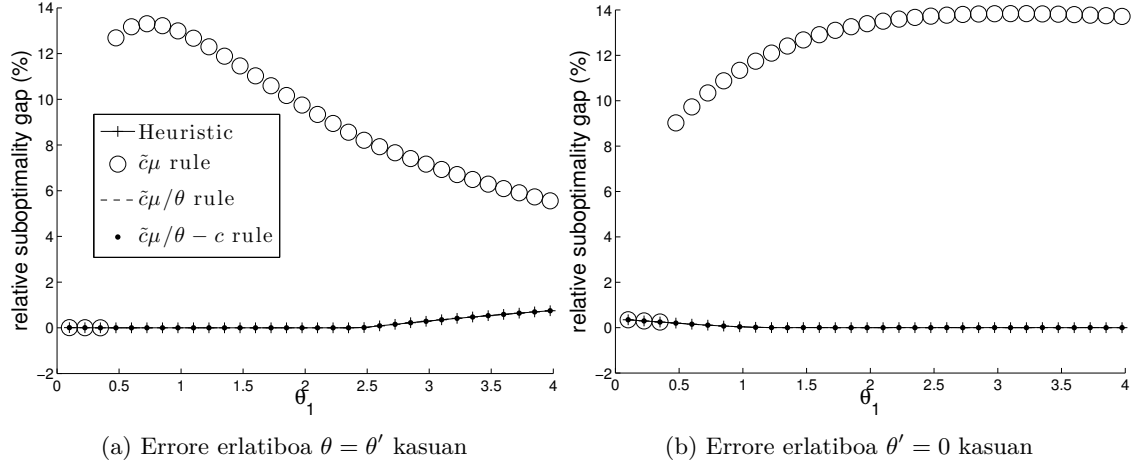 14
12
10
8
6
4
2
0
−2
relative suboptimality gap (%)
Heuristic
c̃μ rule
c̃μ/θ rule
c̃μ/θ − c rule
0 0.5 1 1.5 2 2.5 3 3.5 4
θ₁
(a) Errore erlatiboa θ = θ′ kasuan
14
12
10
8
6
4
2
0
−2
relative suboptimality gap (%)
0 0.5 1 1.5 2 2.5 3 3.5 4
θ₁
(b) Errore erlatiboa θ′ = 0 kasuan